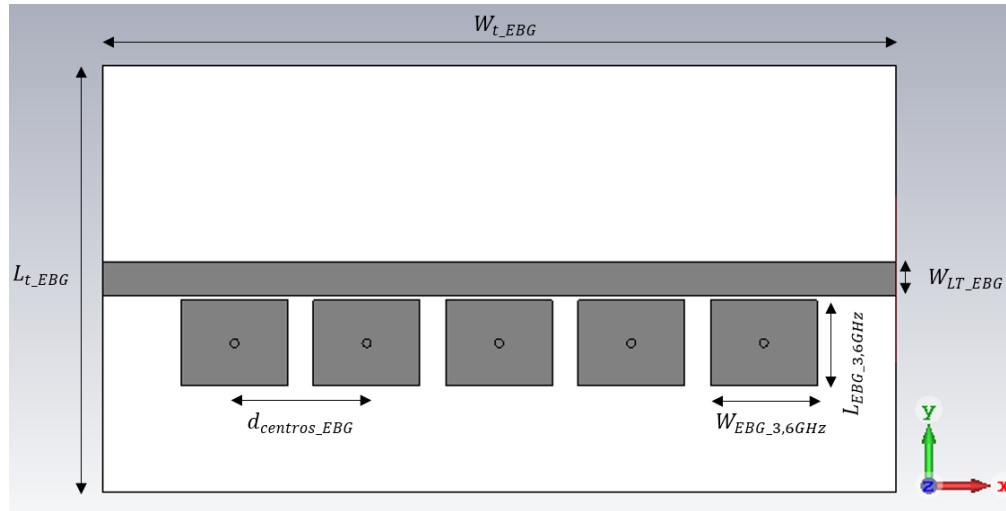 W_{t_EBG}
L_{t_EBG}
W_{LT_EBG}
L_{EBG_3,6GHz}
d_{centros_EBG}
W_{EBG_3,6GHz}
y
z
x